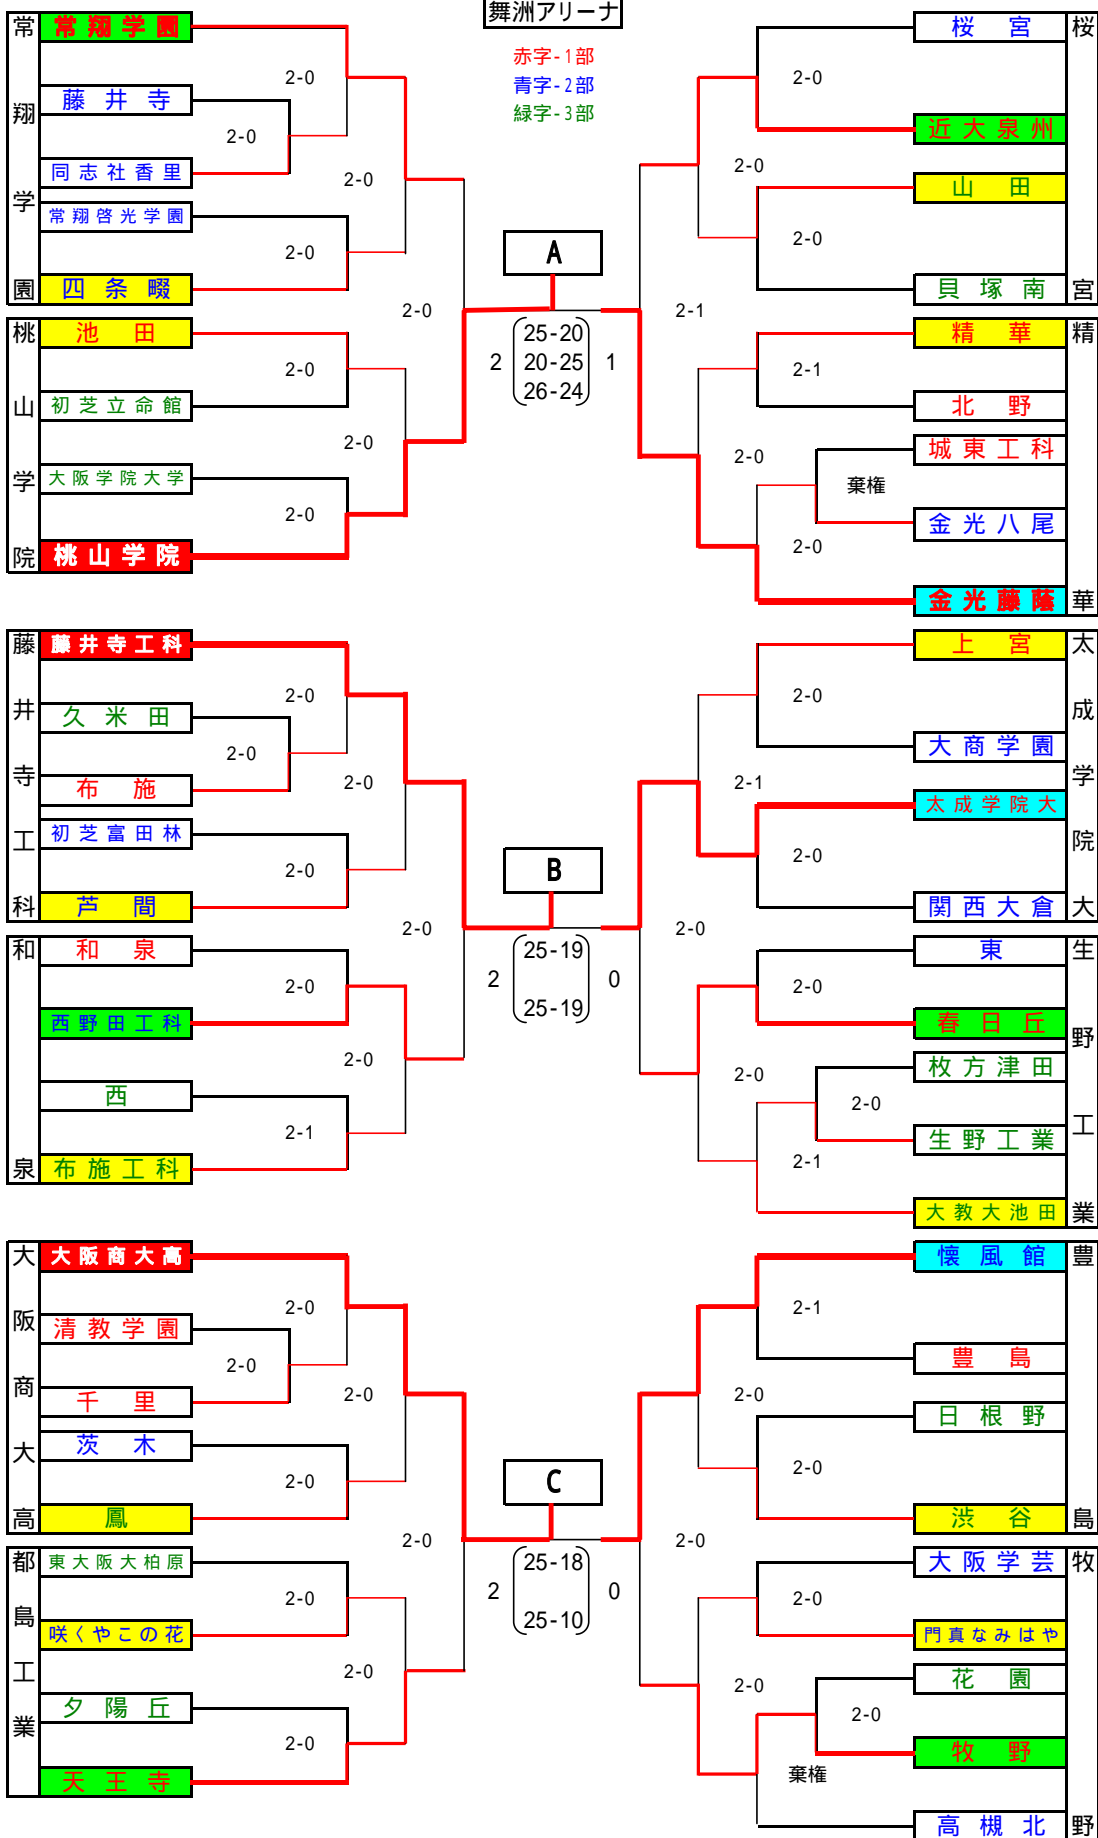 舞洲アリーナ
赤字-1部
青字-2部
緑字-3部
常翔学園
常翔学園
2-0
藤井寺
2-0
同志社香里
2-0
常翔啓光学園
2-0
四条畷
2-0
桃山学院
池田
2-0
初芝立命館
2-0
大阪学院大学
2-0
桃山学院
A
2
25-20
20-25
26-24
1
桜宮
桜宮
2-0
近大泉州
2-0
山田
2-0
貝塚南
2-1
精華
精華
2-1
北野
2-0
城東工科
棄権
金光八尾
2-0
金光藤蔭
藤井寺工科
藤井寺工科
2-0
久米田
2-0
布施
2-0
初芝富田林
2-0
芦間
2-0
和泉
和泉
2-0
西野田工科
2-0
西
2-1
布施工科
B
2
25-19
25-19
0
太成学院大
上宮
2-0
大商学園
2-1
太成学院大
2-0
関西大倉
2-0
生野工業
東
2-0
春日丘
2-0
枚方津田
2-0
生野工業
2-1
大教大池田
大阪商大高
大阪商大高
2-0
清教学園
2-0
千里
2-0
茨木
2-0
鳳
2-0
都島工業
東大阪大柏原
2-0
咲くやこの花
2-0
夕陽丘
2-0
天王寺
C
2
25-18
25-10
0
豊島
懐風館
2-1
豊島
2-0
日根野
2-0
渋谷
2-0
牧野
大阪学芸
2-0
門真なみはや
2-0
花園
2-0
牧野
棄権
高槻北